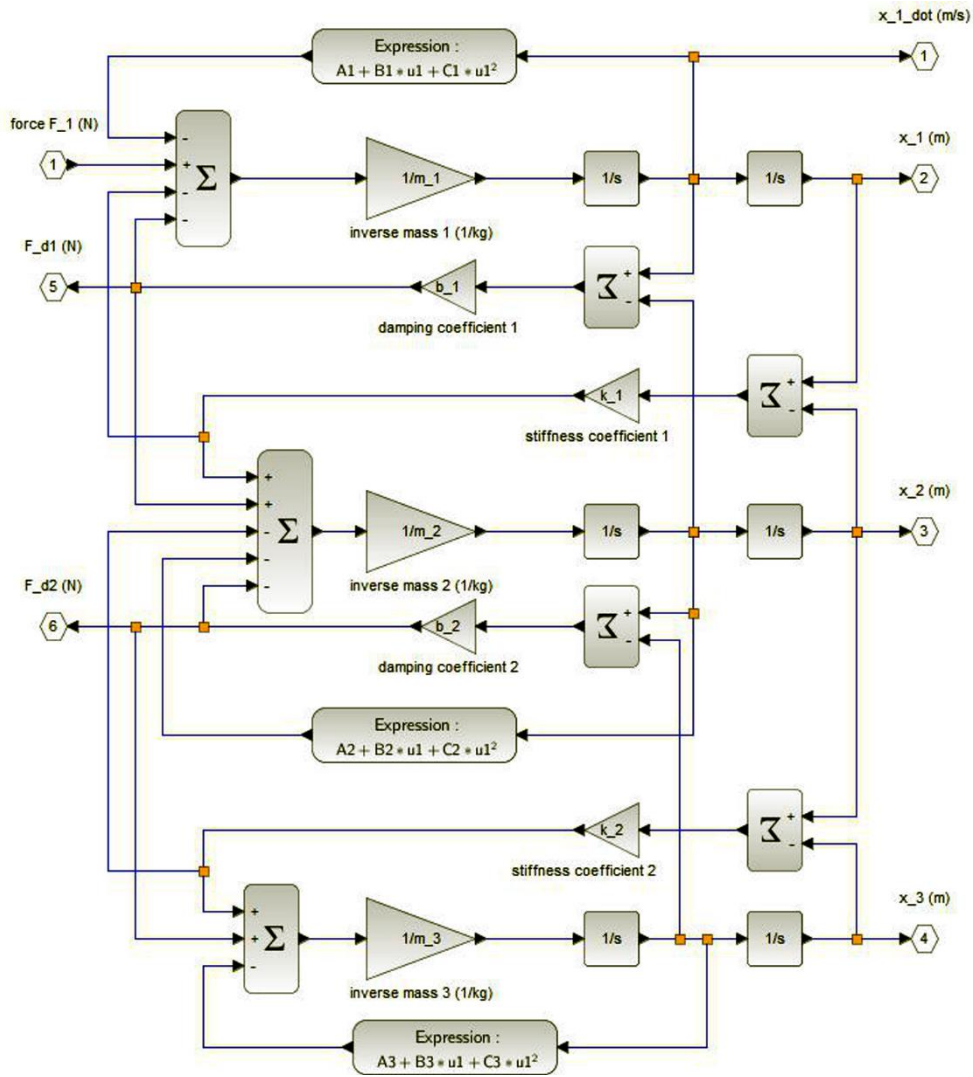 x_1_dot (m/s)
Expression :
A1 + B1 * u1 + C1 * u1²
1
force F_1 (N)
-
1
+
Σ
-
-
1/m_1
1/s
1/s
x_1 (m)
2
inverse mass 1 (1/kg)
F_d1 (N)
5
b_1
Σ
+
-
damping coefficient 1
k_1
Σ
+
-
stiffness coefficient 1
+
+
-
-
-
Σ
1/m_2
1/s
1/s
x_2 (m)
3
inverse mass 2 (1/kg)
F_d2 (N)
6
b_2
Σ
+
-
damping coefficient 2
Expression :
A2 + B2 * u1 + C2 * u1²
k_2
Σ
+
-
stiffness coefficient 2
+
+
-
Σ
1/m_3
1/s
1/s
x_3 (m)
4
inverse mass 3 (1/kg)
Expression :
A3 + B3 * u1 + C3 * u1²